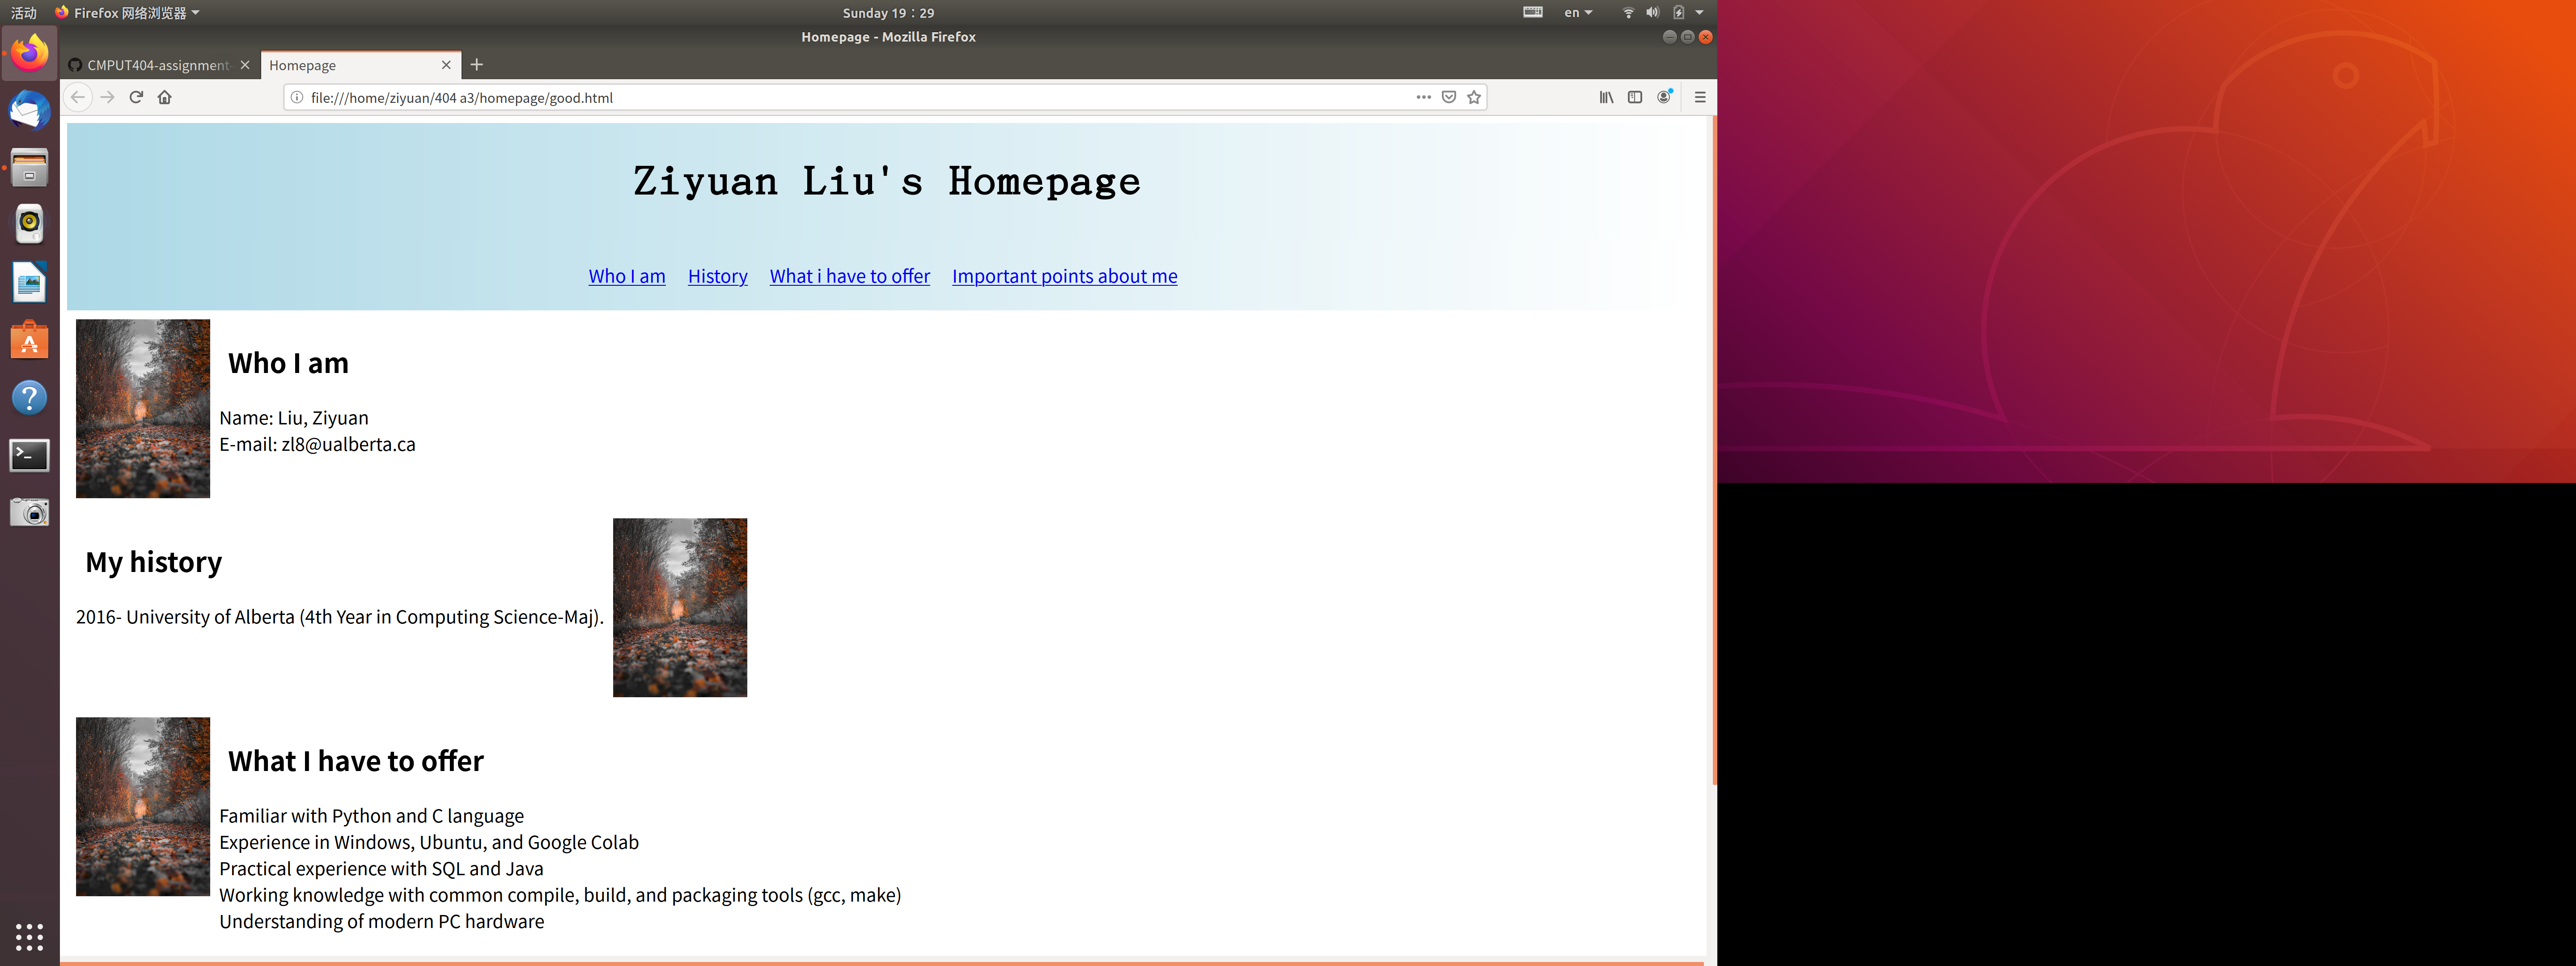 活动 Firefox 网络浏览器 Sunday 19：29 en
Homepage - Mozilla Firefox
CMPUT404-assignment- Homepage
file:///home/ziyuan/404 a3/homepage/good.html
Ziyuan Liu's Homepage
Who I am History What i have to offer Important points about me
Who I am
Name: Liu, Ziyuan
E-mail: zl8@ualberta.ca
My history
2016- University of Alberta (4th Year in Computing Science-Maj).
What I have to offer
Familiar with Python and C language
Experience in Windows, Ubuntu, and Google Colab
Practical experience with SQL and Java
Working knowledge with common compile, build, and packaging tools (gcc, make)
Understanding of modern PC hardware